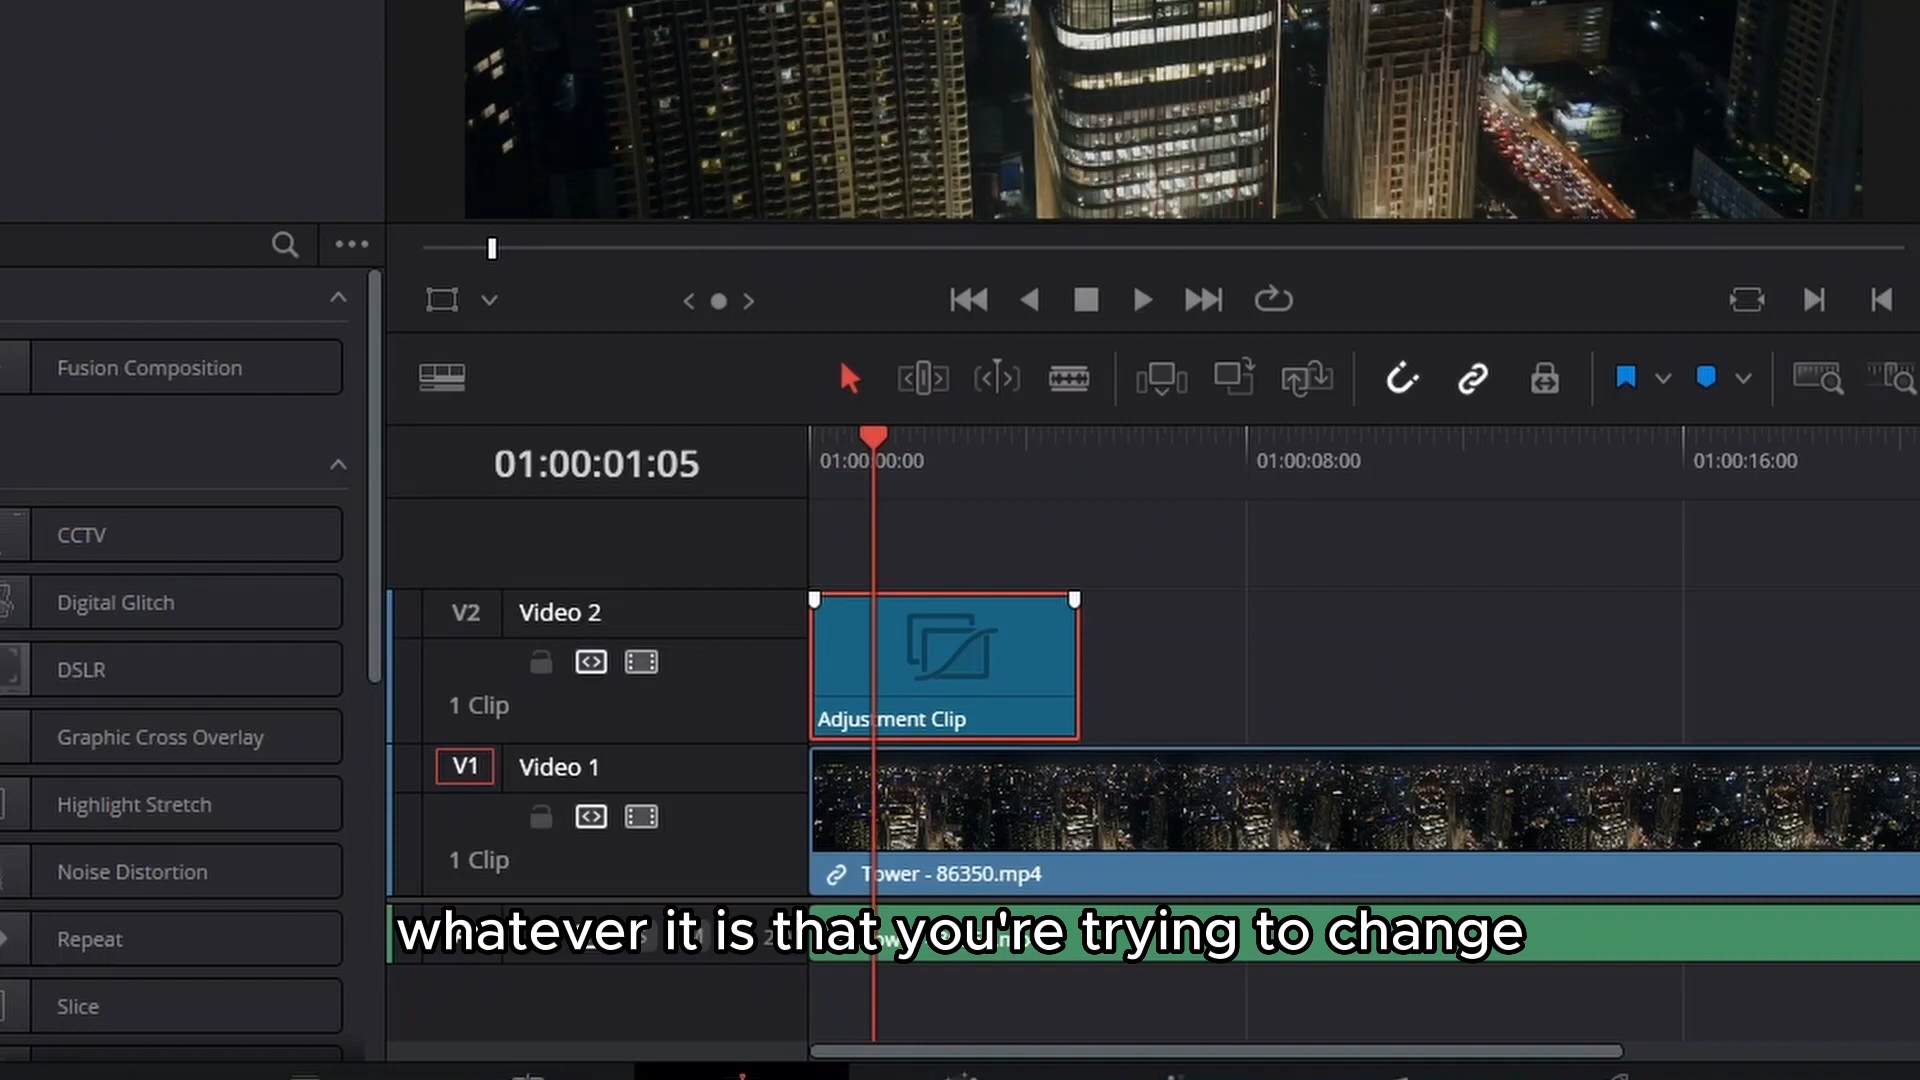 Fusion Composition
CCTV
Digital Glitch
DSLR
Graphic Cross Overlay
Highlight Stretch
Noise Distortion
Repeat
Slice
01:00:01:05
01:00:00:00
01:00:08:00
01:00:16:00
V2 Video 2
1 Clip
Adjustment Clip
V1 Video 1
1 Clip
Tower - 86350.mp4
whatever it is that you're trying to change